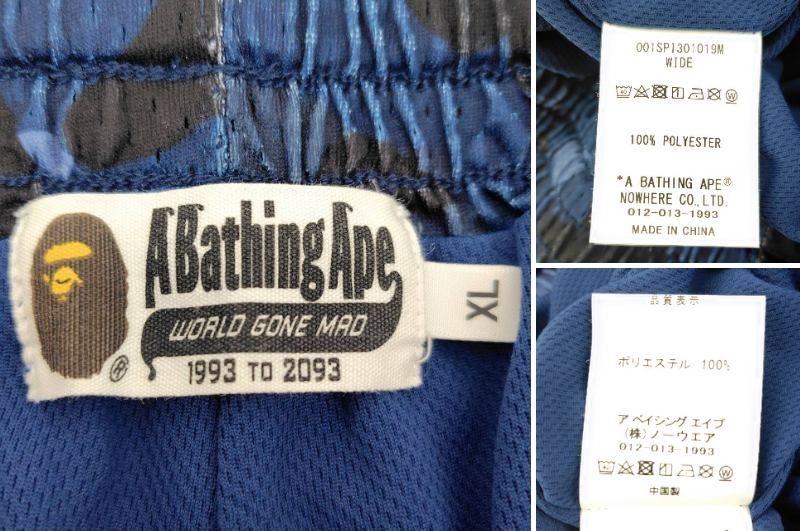 A Bathing Ape
WORLD GONE MAD
1993 TO 2093
®
XL
001SPI301019M
WIDE
100% POLYESTER
*A BATHING APE®
NOWHERE CO., LTD.
012-013-1993
MADE IN CHINA
品質表示
ポリエステル 100%
ア ベイシング エイプ
(株)ノーウエア
012-013-1993
中国製